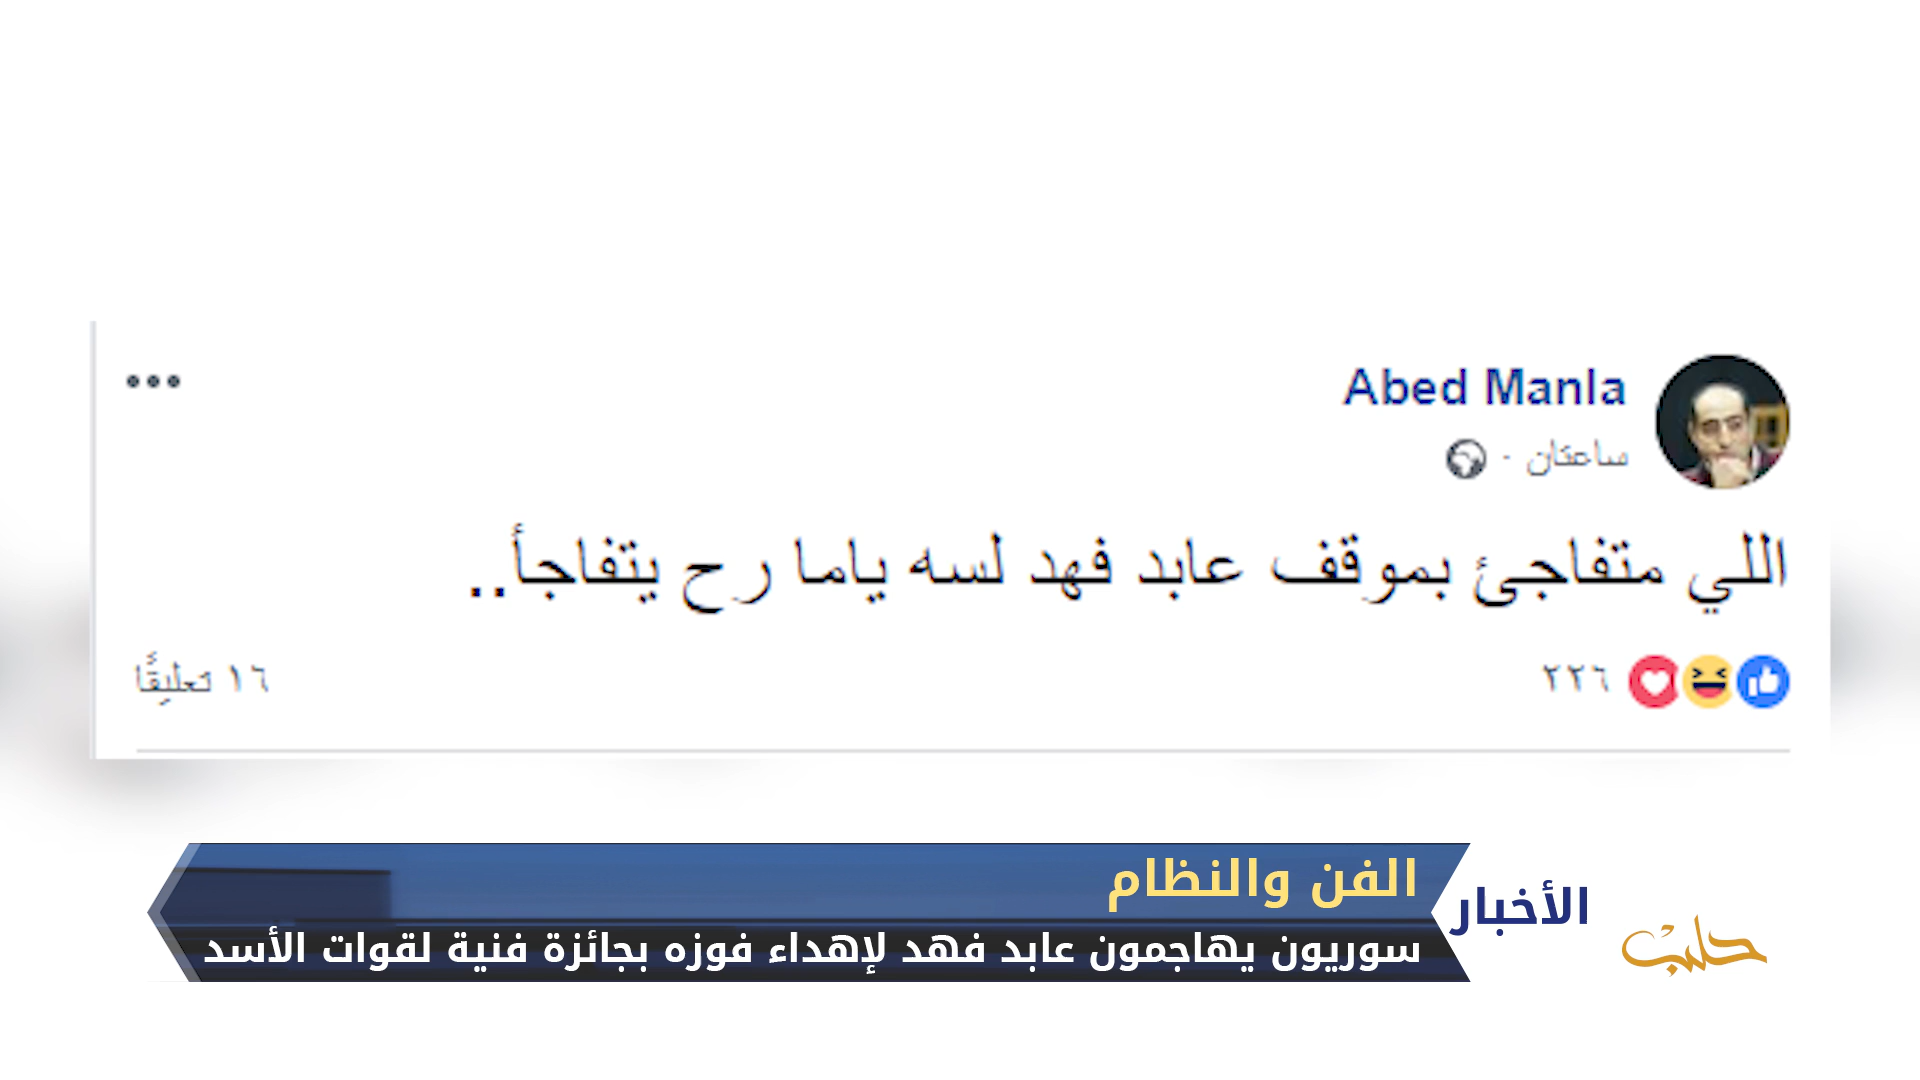 Abed Manla
ساعتان ·
اللي متفاجئ بموقف عابد فهد لسه ياما رح يتفاجأ..
٢٢٦
١٦ تعليقًا
الفن والنظام
سوريون يهاجمون عابد فهد لإهداء فوزه بجائزة فنية لقوات الأسد
الأخبار
حلب